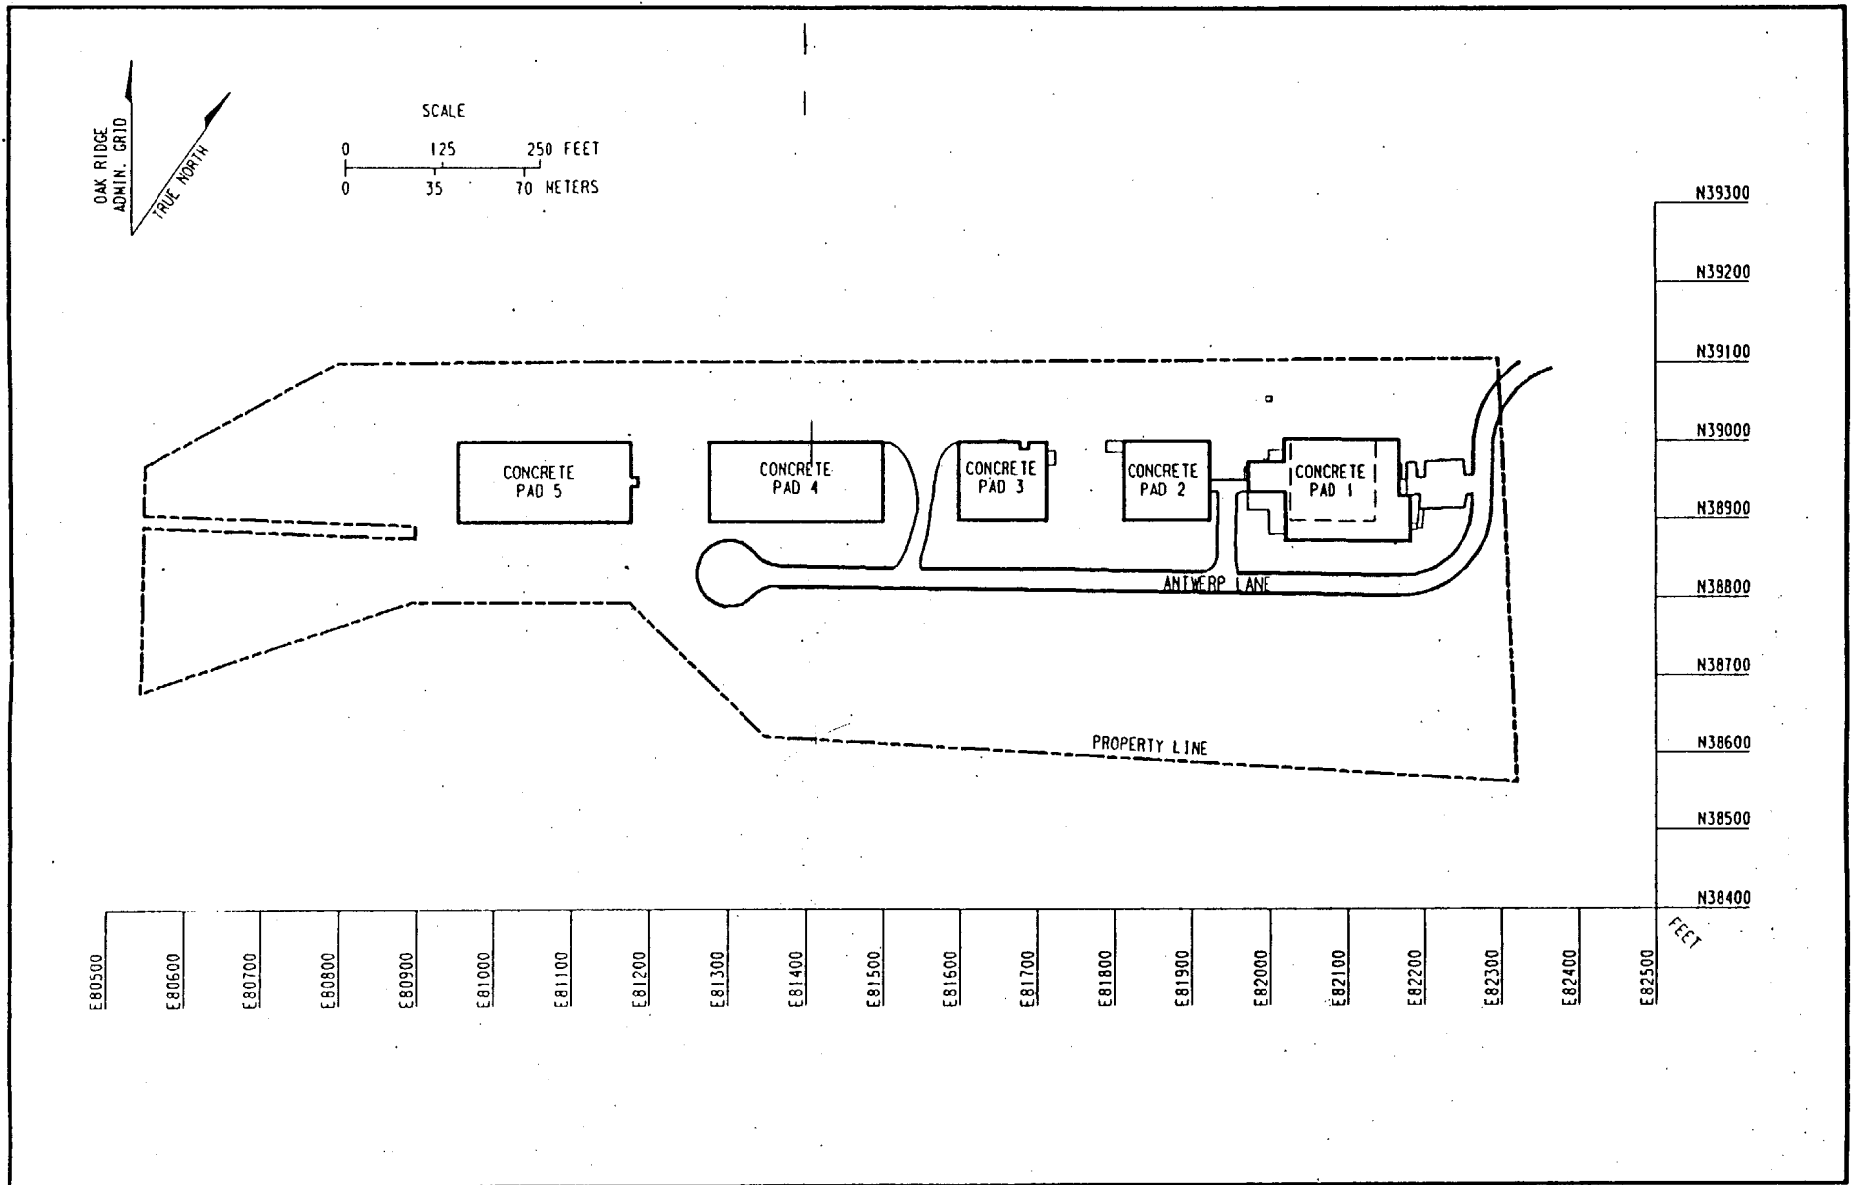 OAK RIDGE
ADMIN. GRID
TRUE NORTH
SCALE
0 125 250 FEET
0 35 70 METERS
N39300
N39200
N39100
N39000
N38900
N38800
N38700
N38600
N38500
N38400
CONCRETE
PAD 5
CONCRETE
PAD 4
CONCRETE
PAD 3
CONCRETE
PAD 2
CONCRETE
PAD 1
ANTWERP LANE
PROPERTY LINE
FEET
E80500
E80600
E80700
E80800
E80900
E81000
E81100
E81200
E81300
E81400
E81500
E81600
E81700
E81800
E81900
E82000
E82100
E82200
E82300
E82400
E82500